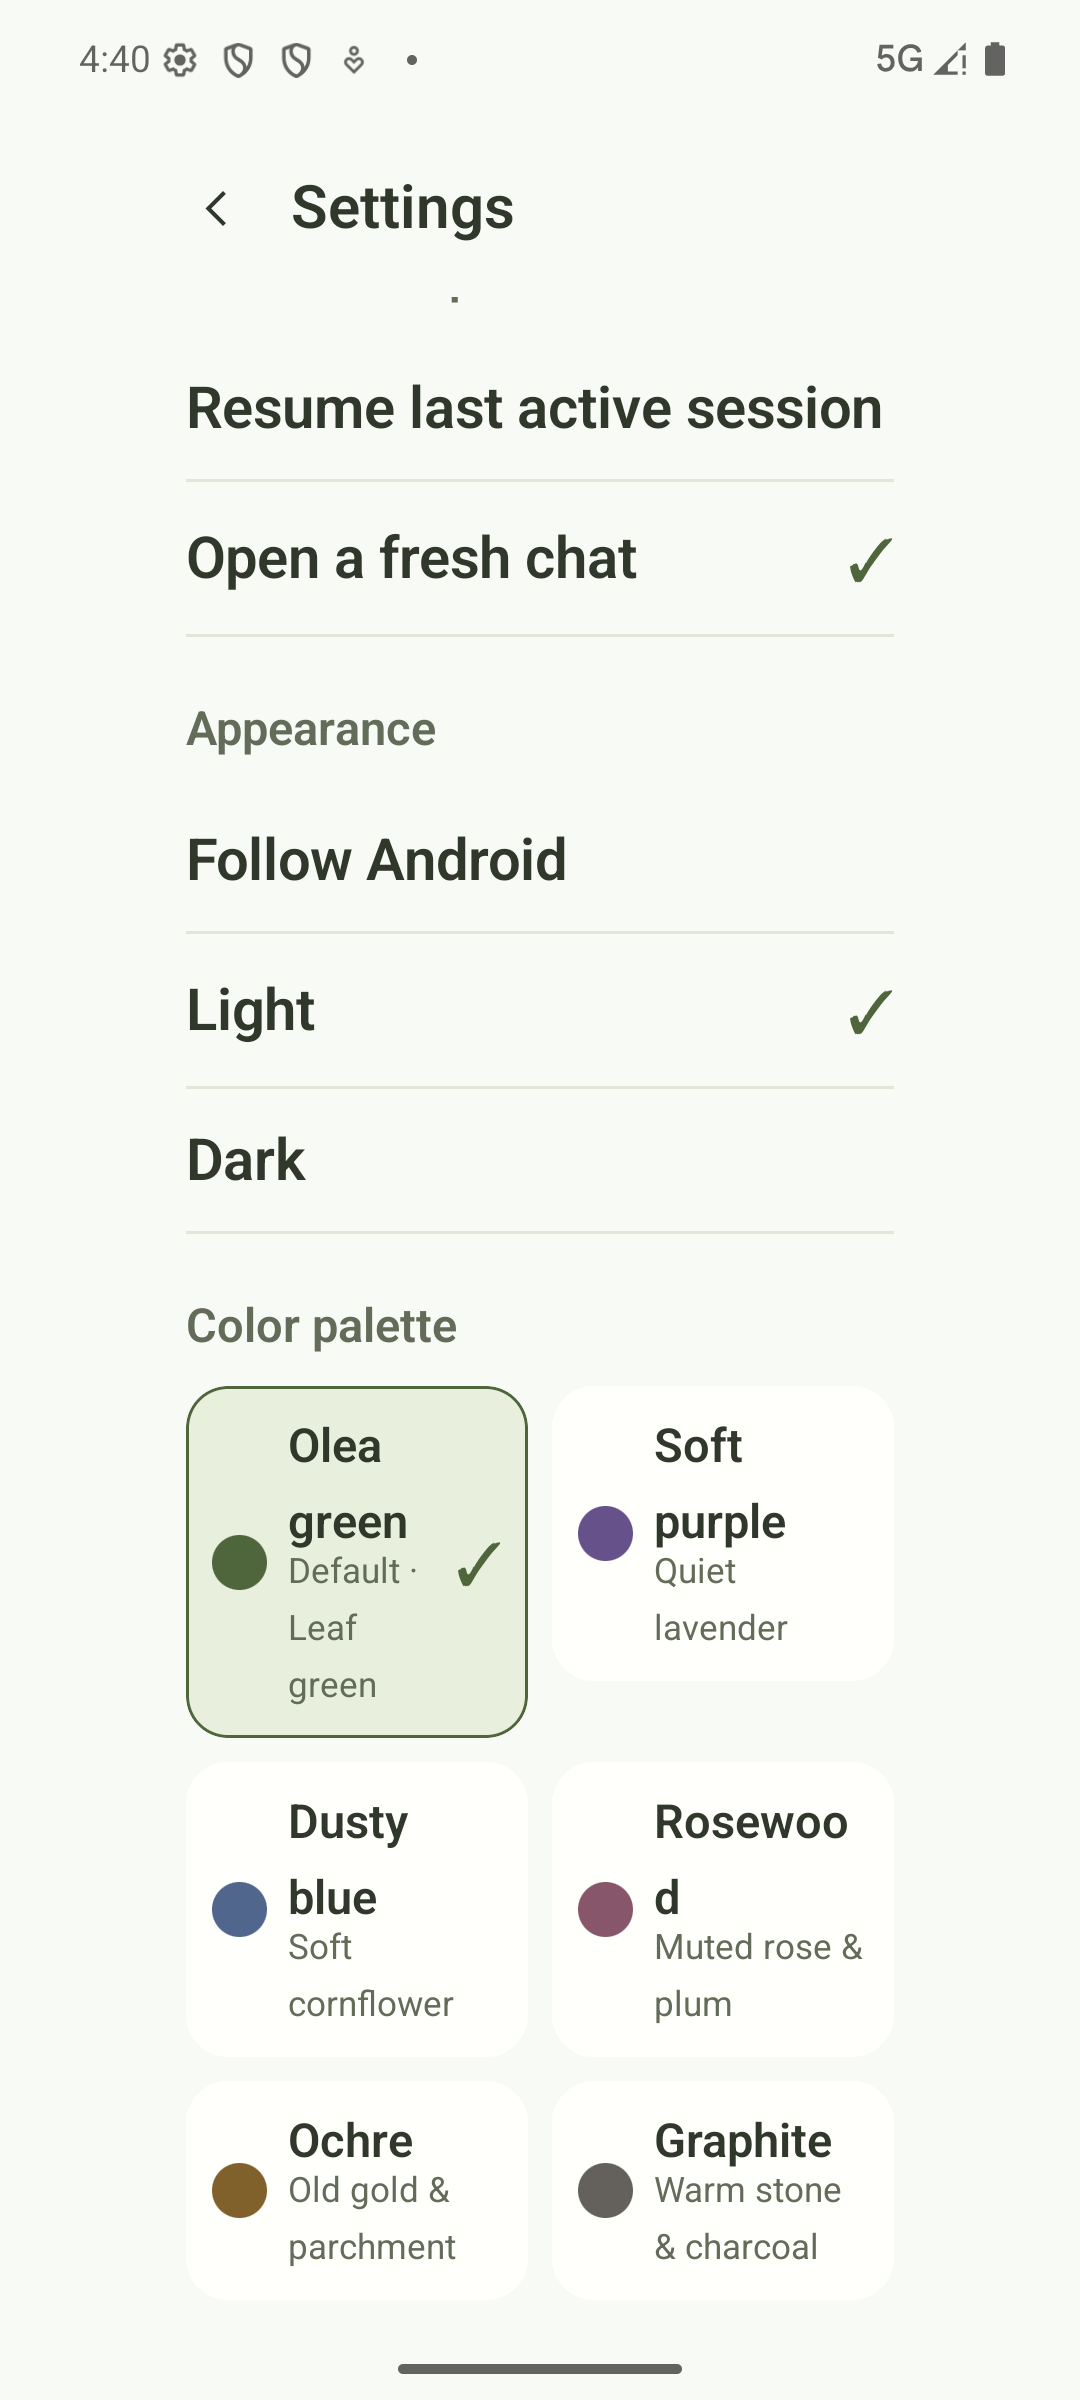 4:40
5G
Settings
Resume last active session
Open a fresh chat ✓
Appearance
Follow Android
Light ✓
Dark
Color palette
Olea
green
Default ·
Leaf
green
✓
Soft
purple
Quiet
lavender
Dusty
blue
Soft
cornflower
Rosewoo
d
Muted rose &
plum
Ochre
Old gold &
parchment
Graphite
Warm stone
& charcoal